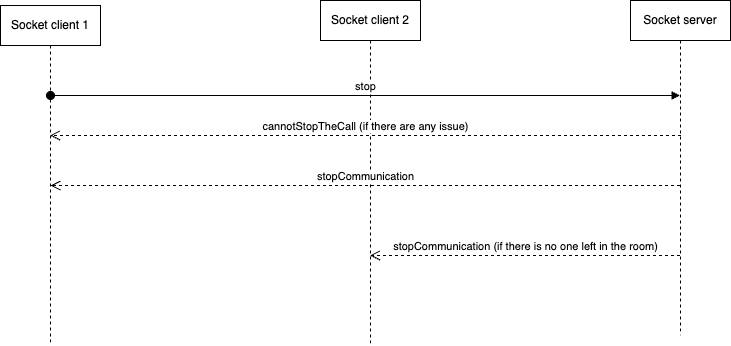 Socket client 1
Socket client 2
Socket server
stop
cannotStopTheCall (if there are any issue)
stopCommunication
stopCommunication (if there is no one left in the room)